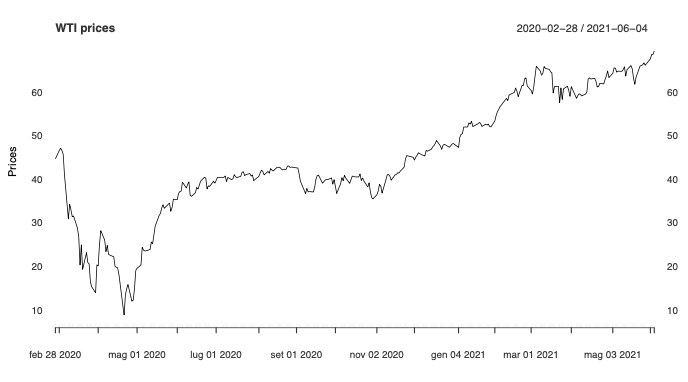 WTI prices
2020−02−28 / 2021−06−04
Prices
60
50
40
30
20
10
60
50
40
30
20
10
feb 28 2020
mag 01 2020
lug 01 2020
set 01 2020
nov 02 2020
gen 04 2021
mar 01 2021
mag 03 2021